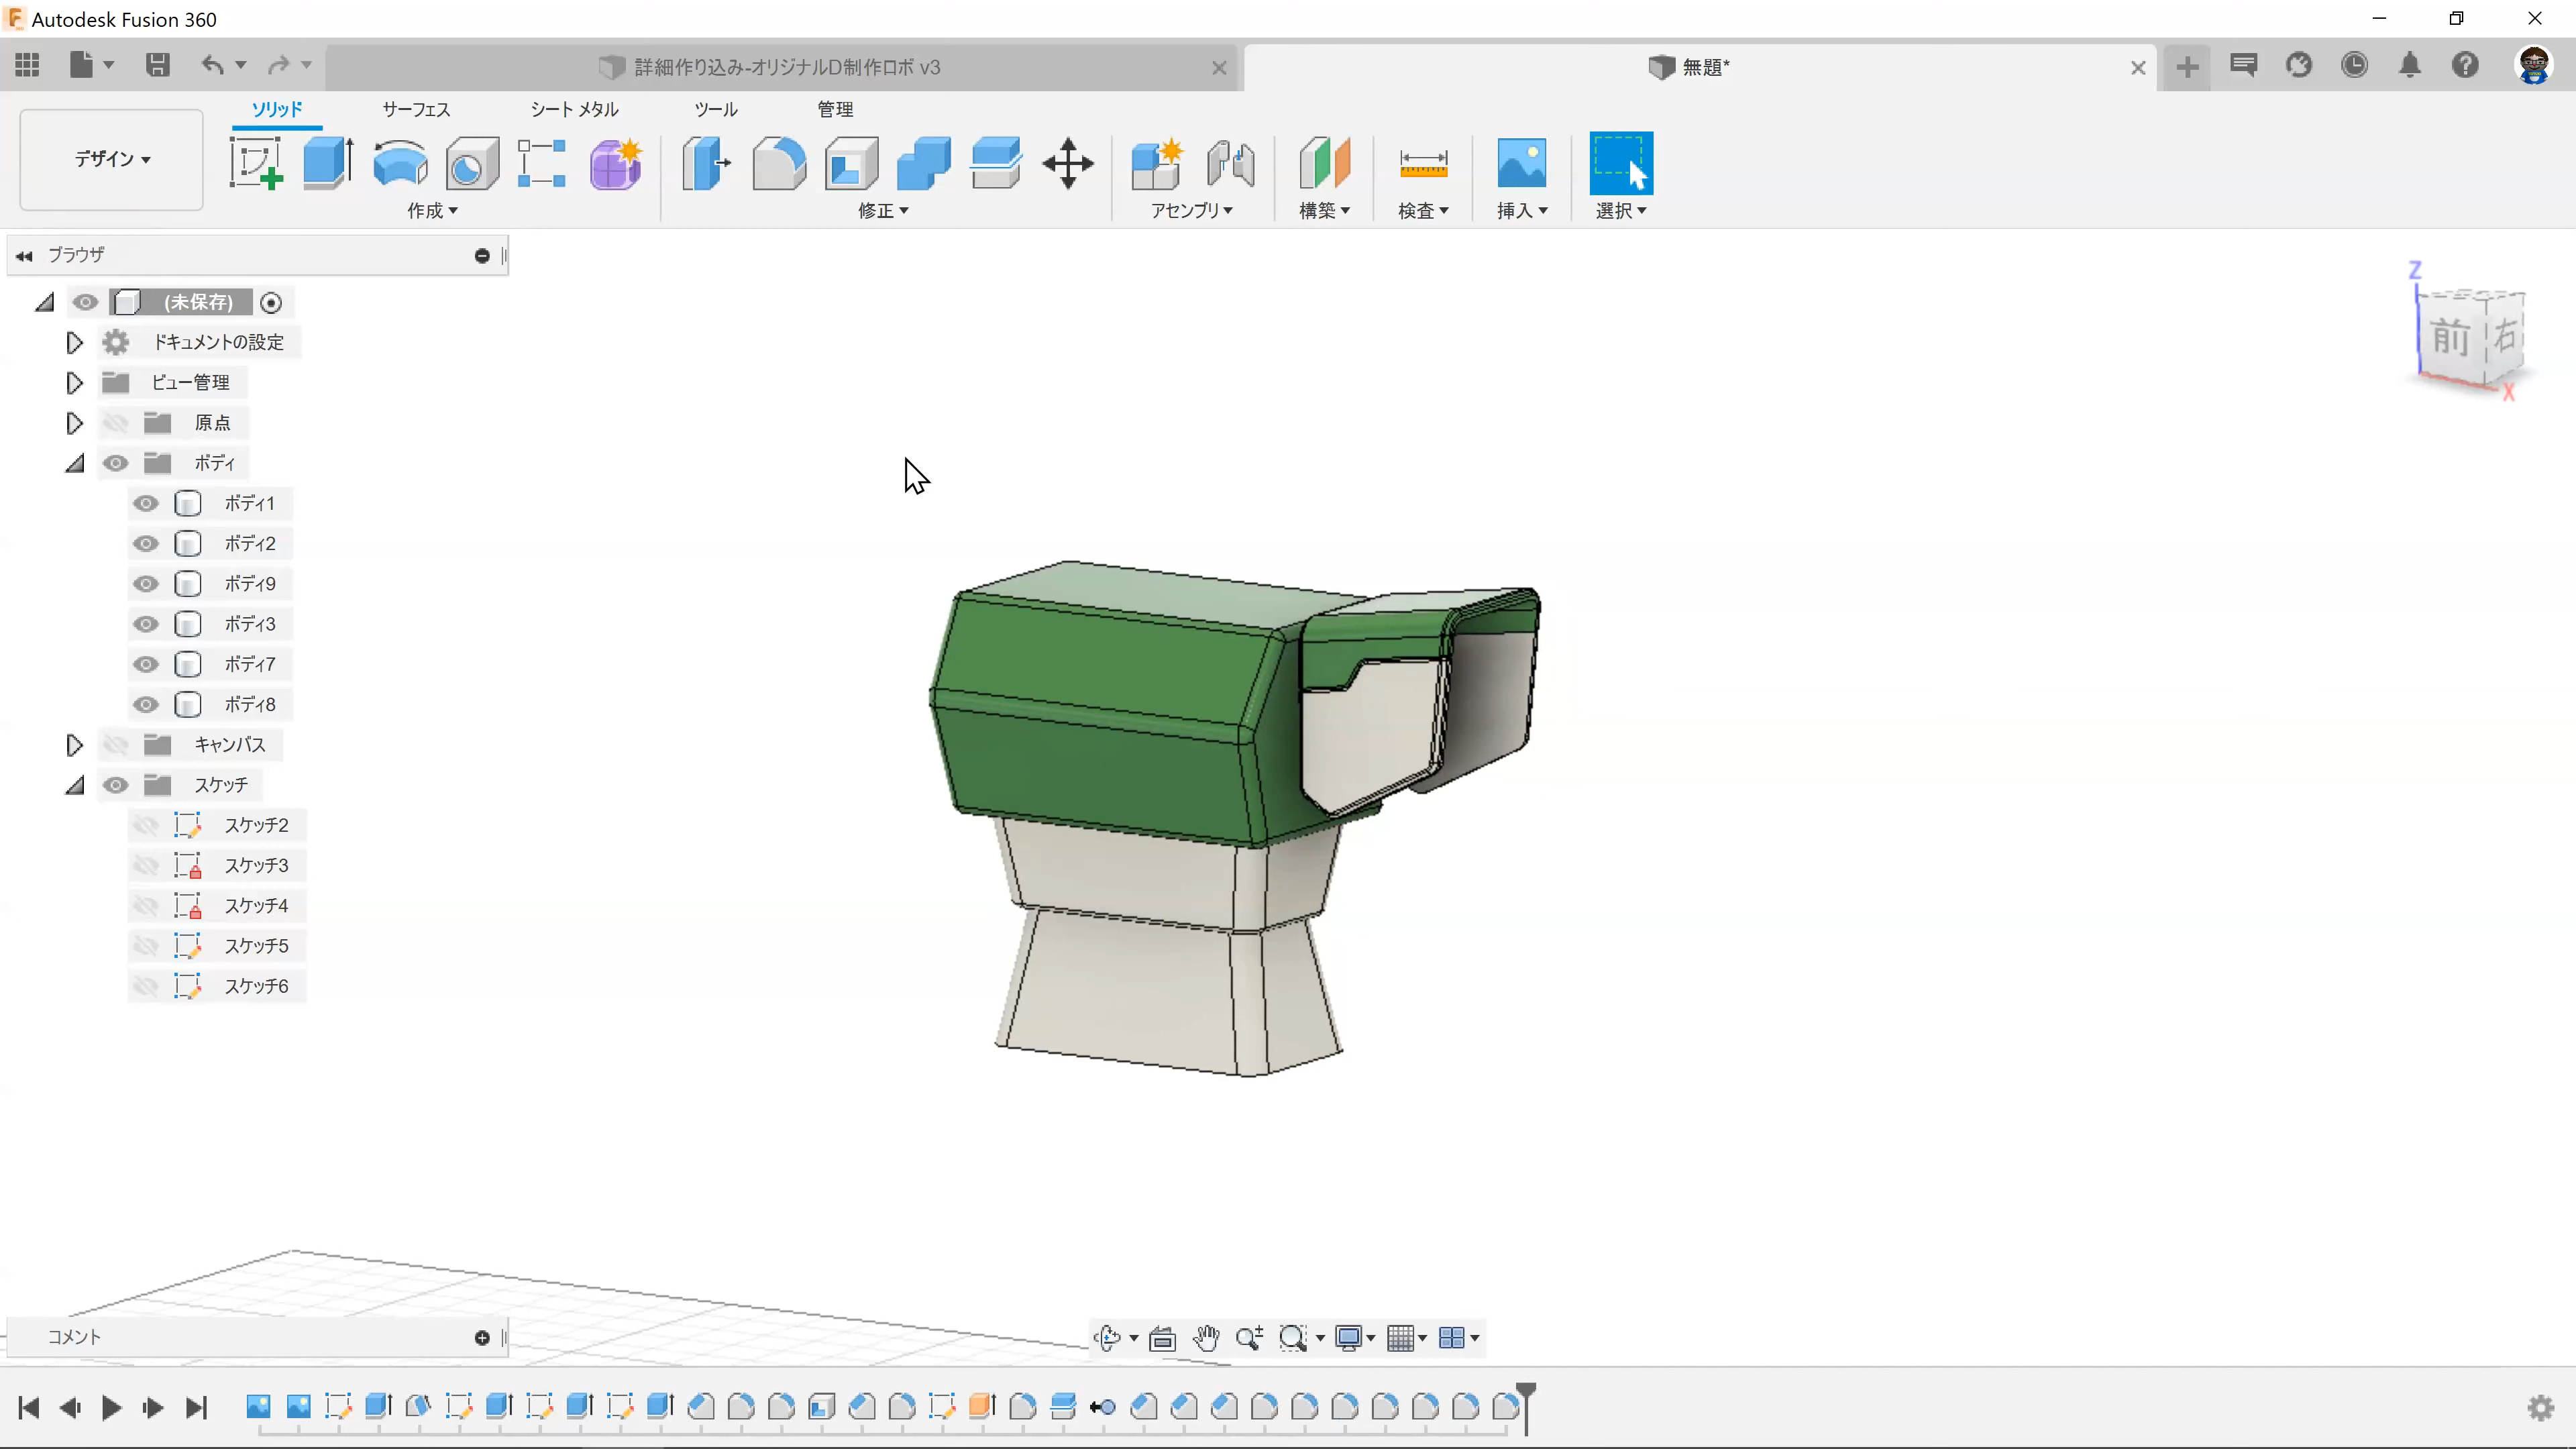 Autodesk Fusion 360
詳細作り込み-オリジナルD制作ロボ v3
無題*
ソリッド サーフェス シート メタル ツール 管理
デザイン
作成 修正 アセンブリ 構築 検査 挿入 選択
ブラウザ
(未保存)
ドキュメントの設定
ビュー管理
原点
ボディ
ボディ1
ボディ2
ボディ9
ボディ3
ボディ7
ボディ8
キャンバス
スケッチ
スケッチ2
スケッチ3
スケッチ4
スケッチ5
スケッチ6
Z
前 右
X
コメント